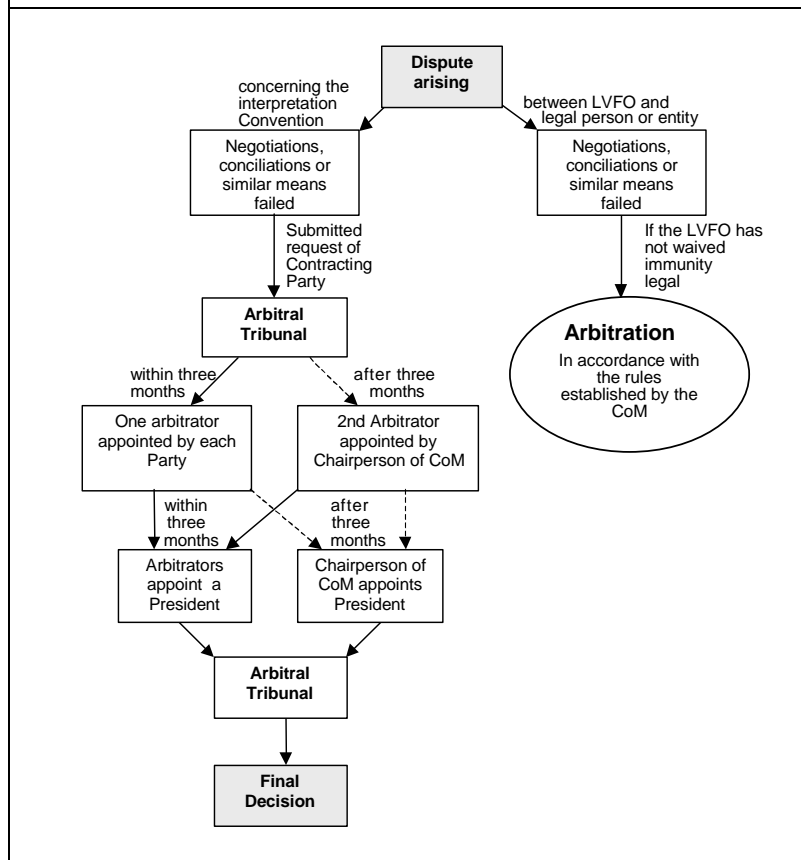 Dispute
arising
concerning the
interpretation
Convention
between LVFO and
legal person or entity
Negotiations,
conciliations or
similar means
failed
Negotiations,
conciliations or
similar means
failed
Submitted
request of
Contracting
Party
If the LVFO has
not waived
immunity
legal
Arbitral
Tribunal
Arbitration
In accordance with
the rules
established by the
CoM
within three
months
after three
months
One arbitrator
appointed by each
Party
2nd Arbitrator
appointed by
Chairperson of CoM
within
three
months
after
three
months
Arbitrators
appoint a
President
Chairperson of
CoM appoints
President
Arbitral
Tribunal
Final
Decision